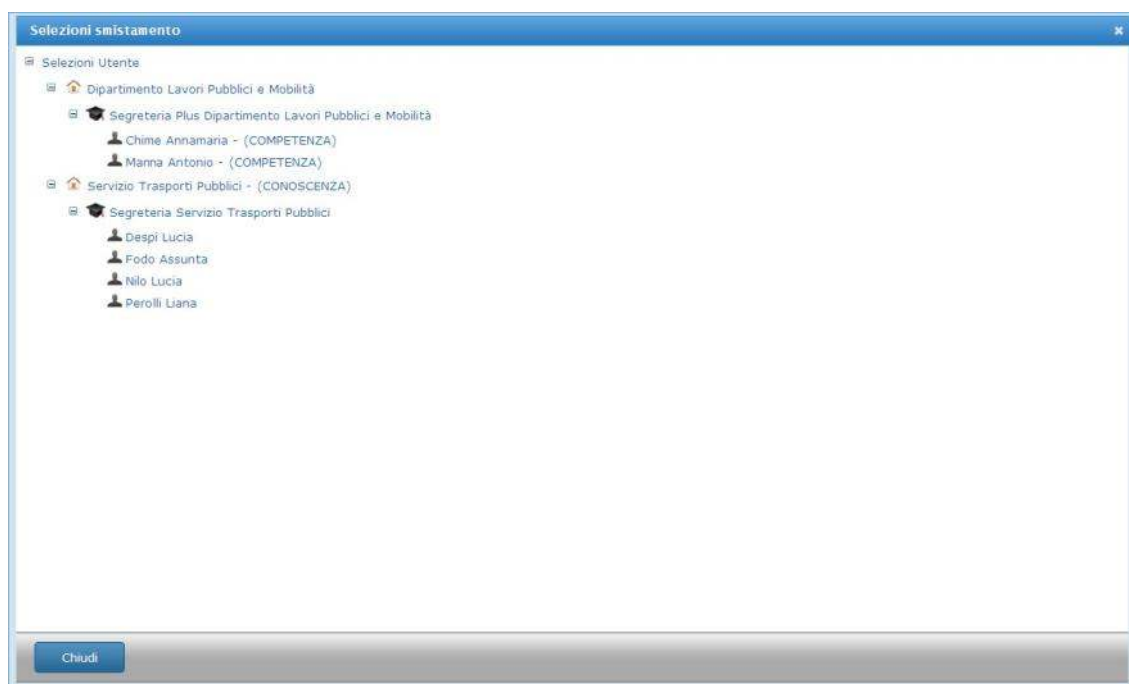 Selezioni smistamento
Selezioni Utente
Dipartimento Lavori Pubblici e Mobilità
Segreteria Plus Dipartimento Lavori Pubblici e Mobilità
Chime Annamaria - (COMPETENZA)
Manna Antonio - (COMPETENZA)
Servizio Trasporti Pubblici - (CONOSCENZA)
Segreteria Servizio Trasporti Pubblici
Despi Lucia
Fodo Assunta
Nilo Lucia
Perolli Liana
Chiudi